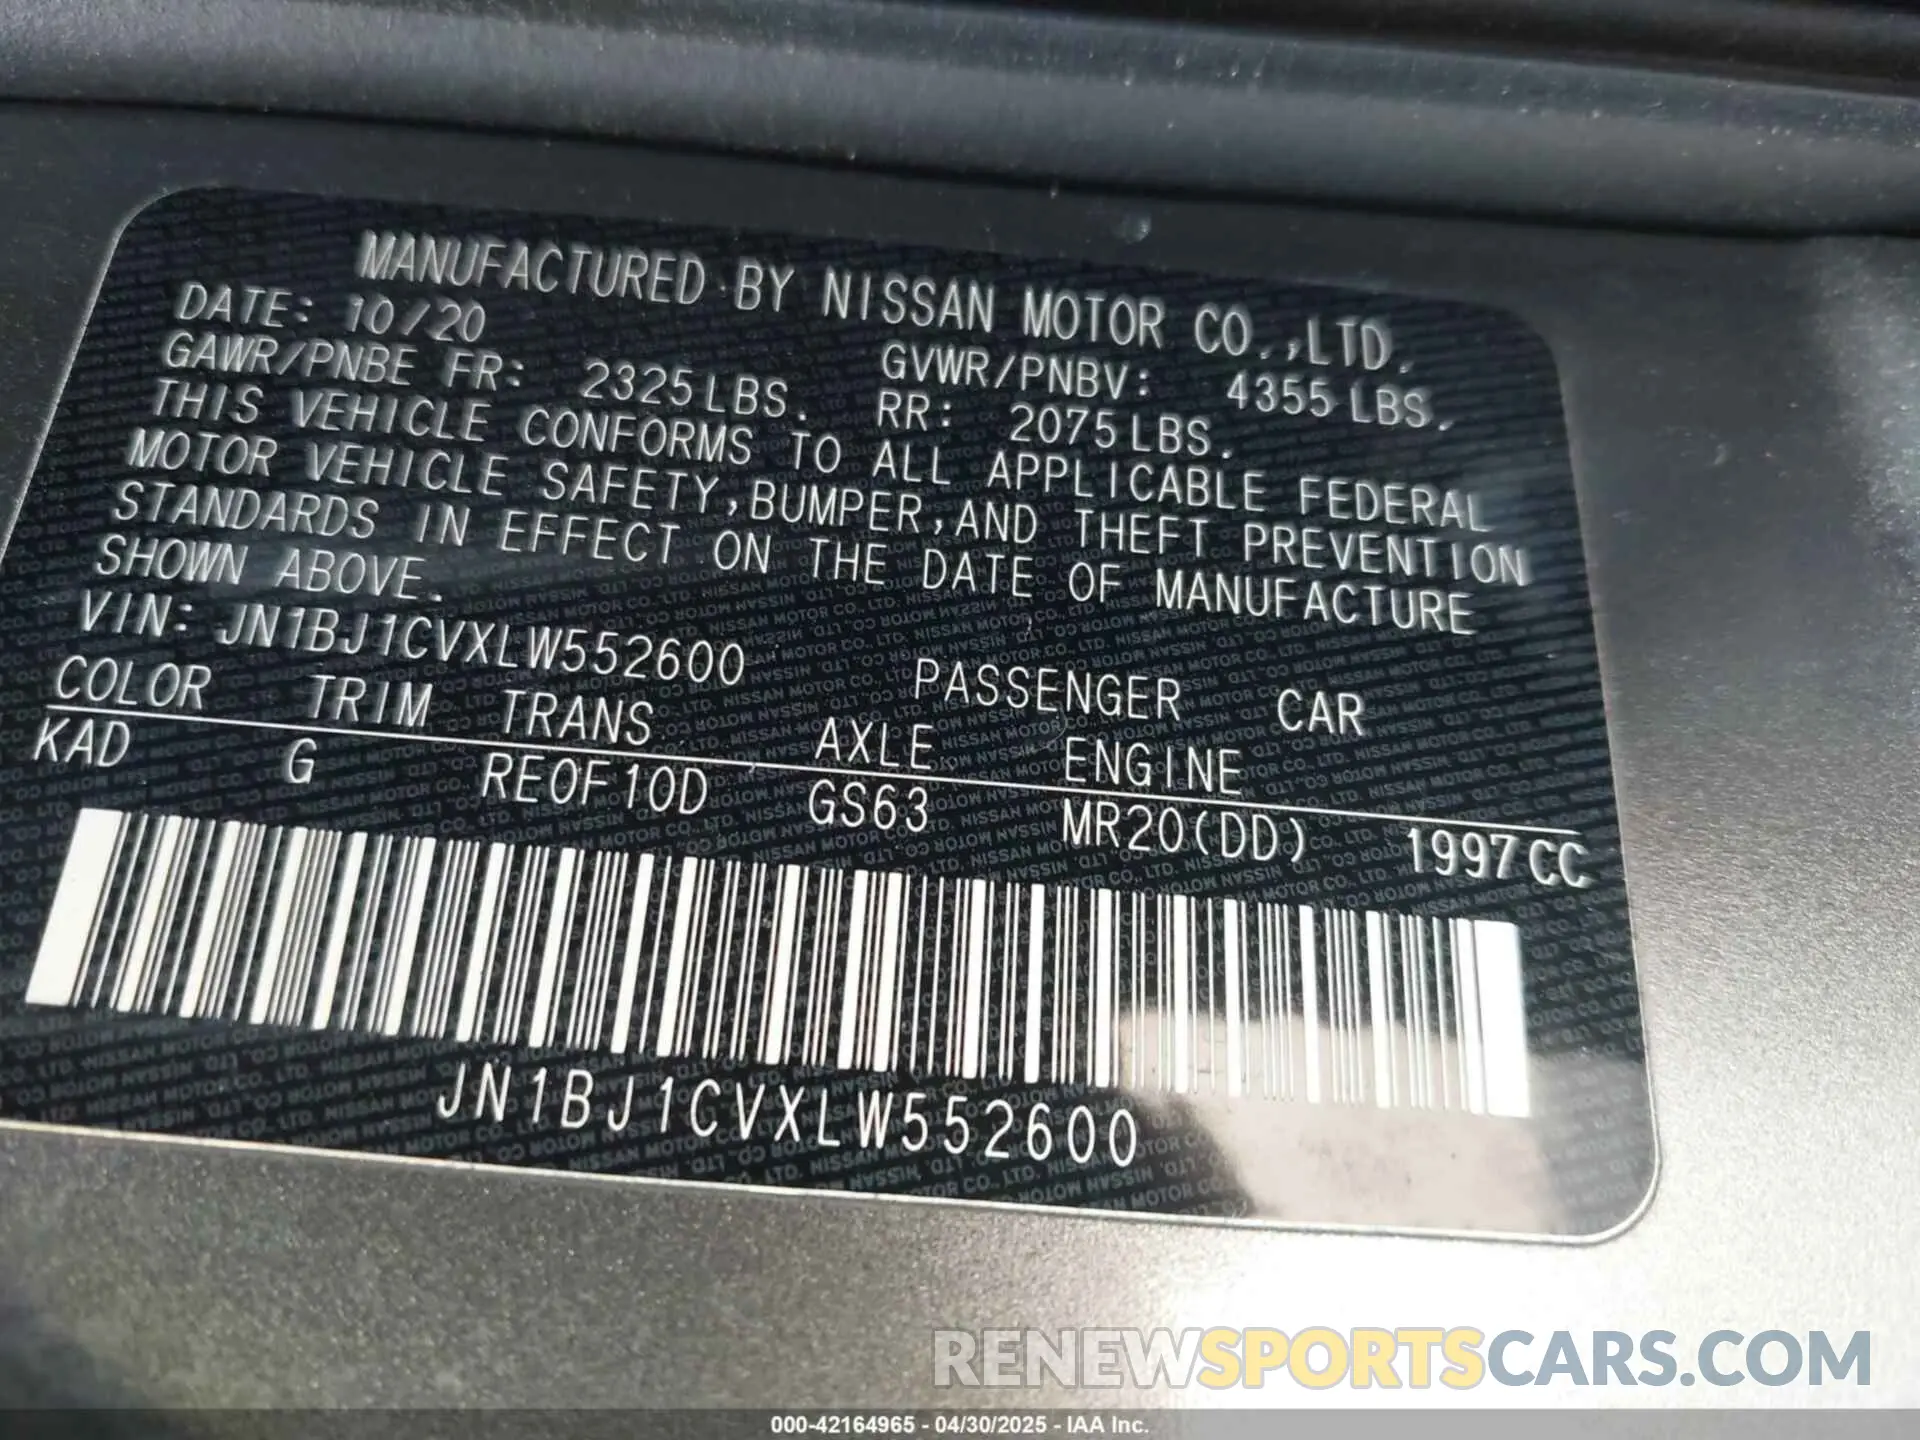 MANUFACTURED BY NISSAN MOTOR CO.,LTD.
DATE: 10/20 GVWR/PNBV: 4355 LBS.
GAWR/PNBE FR: 2325 LBS. RR: 2075 LBS.
THIS VEHICLE CONFORMS TO ALL APPLICABLE FEDERAL
MOTOR VEHICLE SAFETY, BUMPER, AND THEFT PREVENTION
STANDARDS IN EFFECT ON THE DATE OF MANUFACTURE
SHOWN ABOVE.
VIN: JN1BJ1CVXLW552600 PASSENGER CAR
COLOR TRIM TRANS AXLE ENGINE
KAD G RE0F10D GS63 MR20(DD) 1997CC
JN1BJ1CVXLW552600
RENEWSPORTSCARS.COM
000-42164965 - 04/30/2025 - IAA Inc.